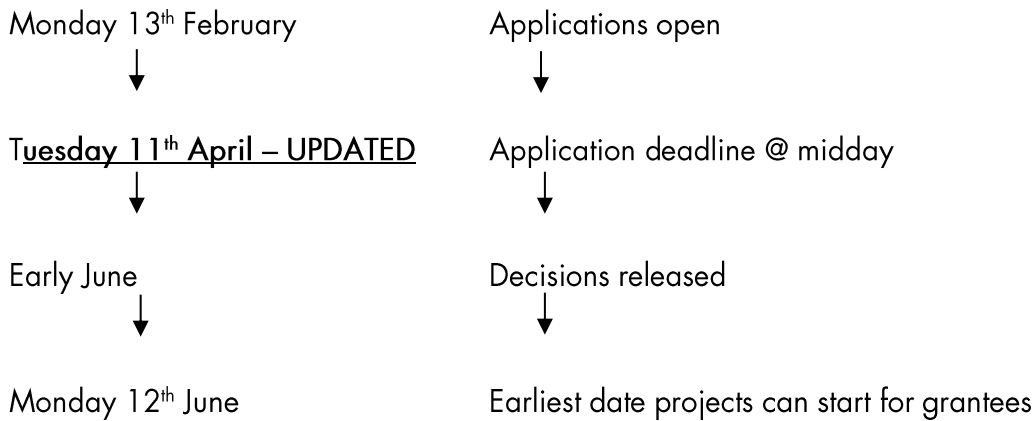 Monday 13th February Applications open
Tuesday 11th April – UPDATED Application deadline @ midday
Early June Decisions released
Monday 12th June Earliest date projects can start for grantees